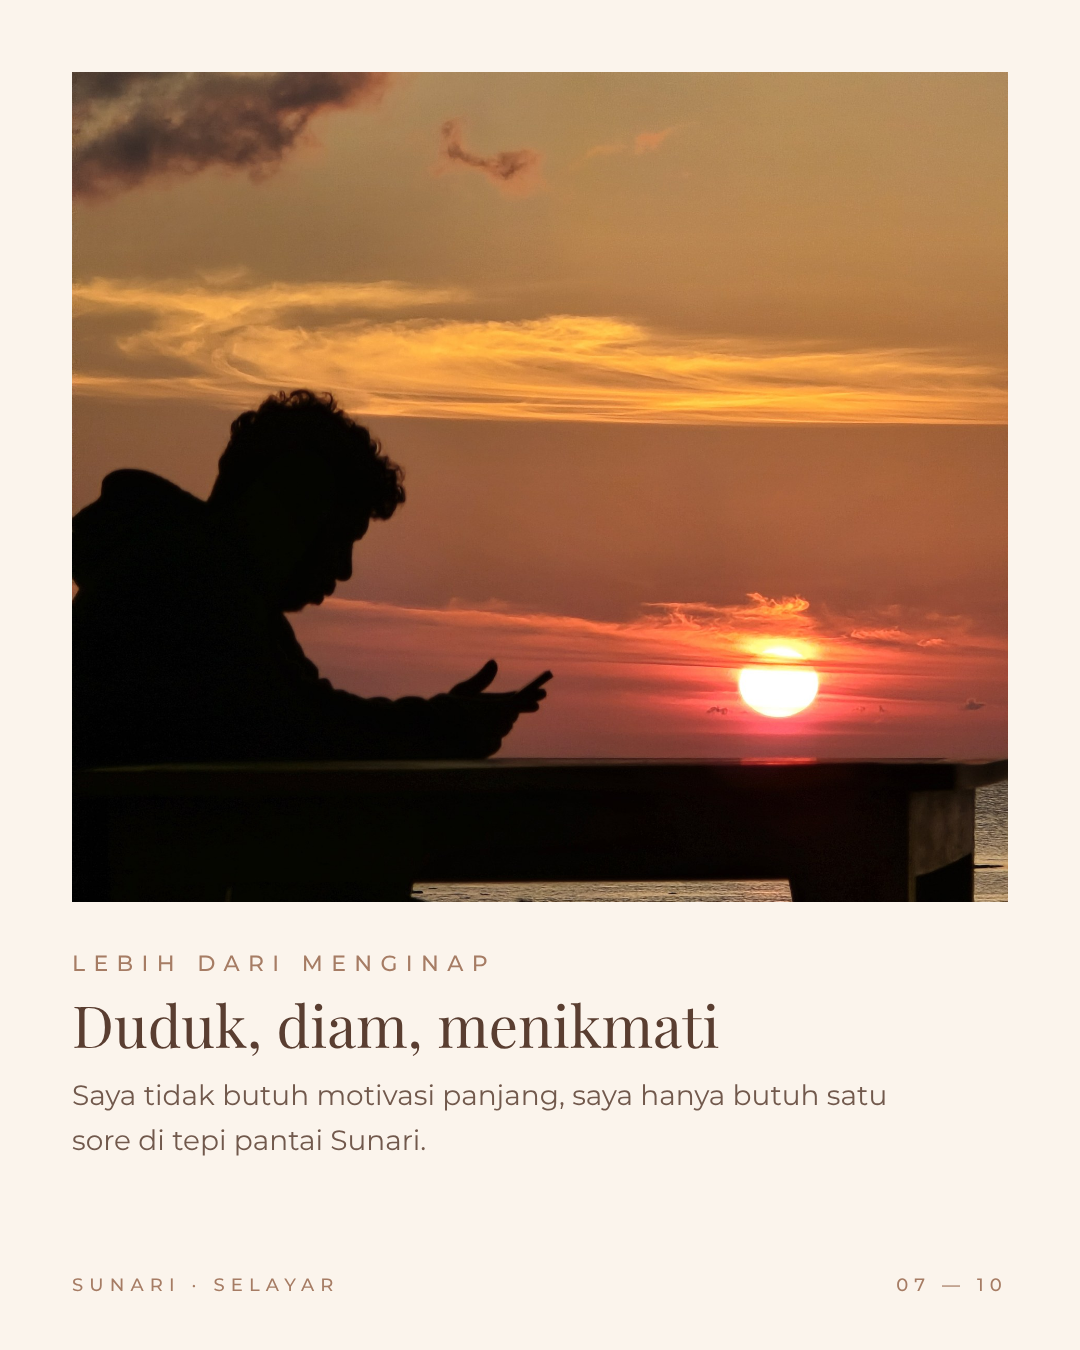 LEBIH DARI MENGINAP
Duduk, diam, menikmati
Saya tidak butuh motivasi panjang, saya hanya butuh satu
sore di tepi pantai Sunari.
SUNARI · SELAYAR
07 — 10